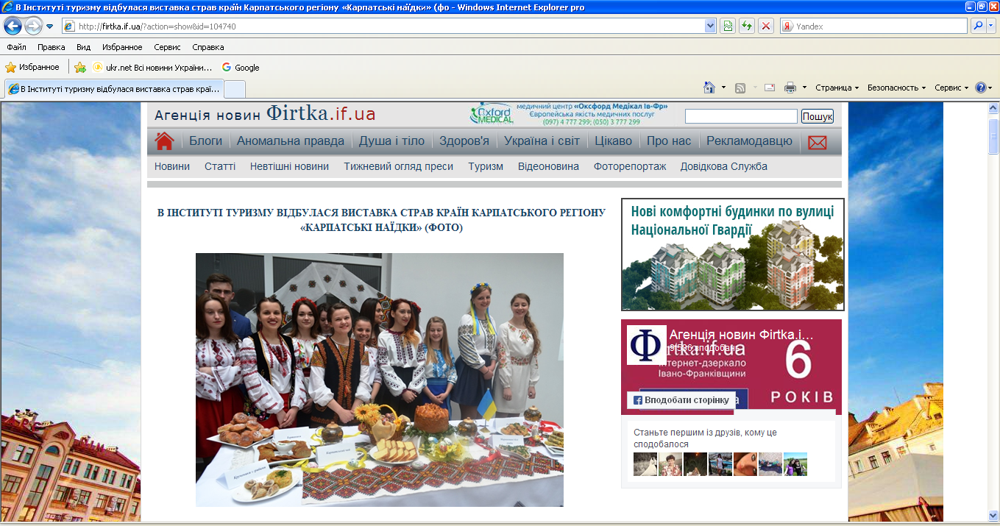 В Інституті туризму відбулася виставка страв країн Карпатського регіону «Карпатські наїдки» (фо - Windows Internet Explorer pro
http://firtka.if.ua/?action=show&id=104740
Yandex
Файл Правка Вид Избранное Сервис Справка
Избранное ukr.net Всі новини України... Google
В Інституті туризму відбулася виставка страв краї...
Страница Безопасность Сервис
Агенція новин Фirtka.if.ua
Oxford MEDICAL
медичний центр «Оксфорд Медікал Ів-Фр»
Європейська якість медичних послуг
(097) 4 777 299; (050) 3 777 299
Пошук
Блоги Аномальна правда Душа і тіло Здоров'я Україна і світ Цікаво Про нас Рекламодавцю
Новини Статті Невтішні новини Тижневий огляд преси Туризм Відеоновина Фоторепортаж Довідкова Служба
В ІНСТИТУТІ ТУРИЗМУ ВІДБУЛАСЯ ВИСТАВКА СТРАВ КРАЇН КАРПАТСЬКОГО РЕГІОНУ
«КАРПАТСЬКІ НАЇДКИ» (ФОТО)
Нові комфортні будинки по вулиці
Національної Гвардії
Ф
Агенція новин Фirtka.i...
rtka.if.ua
вподобань
інтернет-дзеркало
Івано-Франківщини
6
РОКІВ
Вподобати сторінку
Станьте першим із друзів, кому це
сподобалося